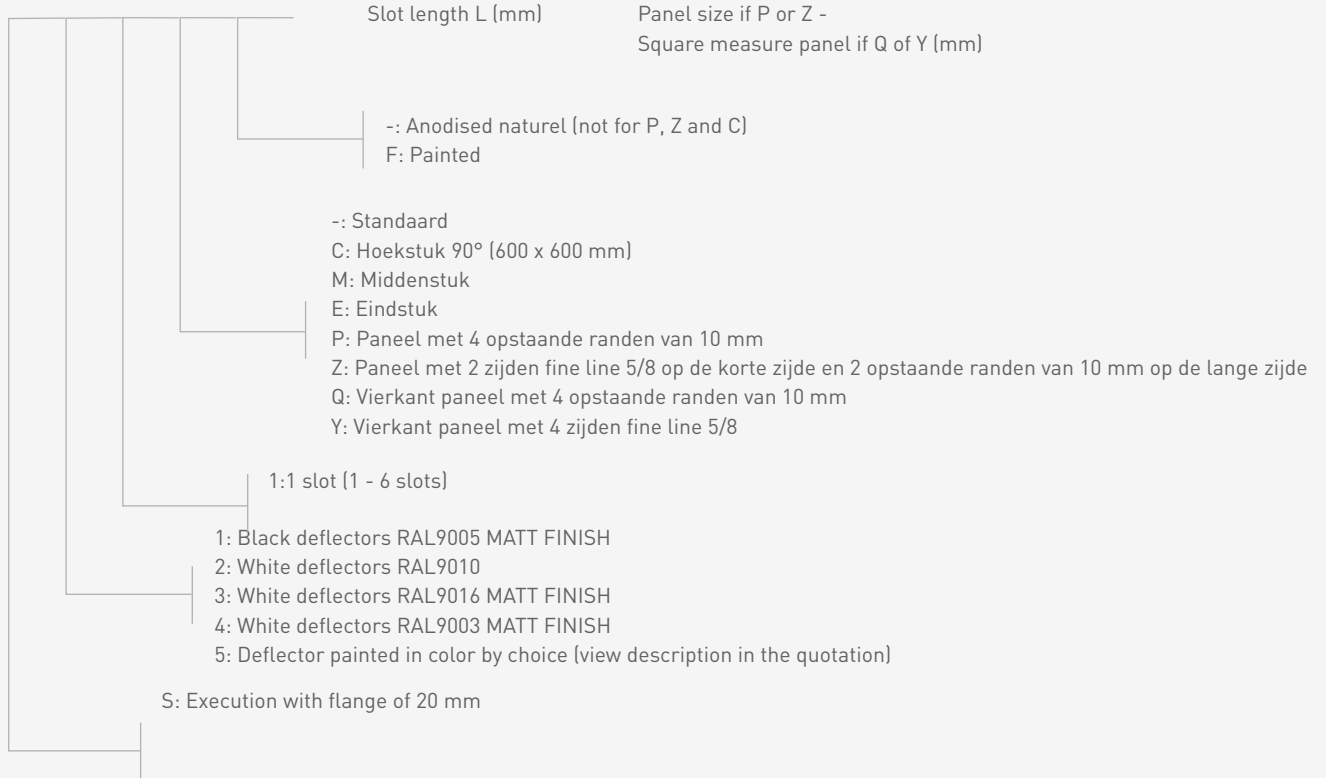 Slot length L (mm) Panel size if P or Z -
Square measure panel if Q of Y (mm)
-: Anodised naturel (not for P, Z and C)
F: Painted
-: Standaard
C: Hoekstuk 90° (600 x 600 mm)
M: Middenstuk
E: Eindstuk
P: Paneel met 4 opstaande randen van 10 mm
Z: Paneel met 2 zijden fine line 5/8 op de korte zijde en 2 opstaande randen van 10 mm op de lange zijde
Q: Vierkant paneel met 4 opstaande randen van 10 mm
Y: Vierkant paneel met 4 zijden fine line 5/8
1:1 slot (1 - 6 slots)
1: Black deflectors RAL9005 MATT FINISH
2: White deflectors RAL9010
3: White deflectors RAL9016 MATT FINISH
4: White deflectors RAL9003 MATT FINISH
5: Deflector painted in color by choice (view description in the quotation)
S: Execution with flange of 20 mm